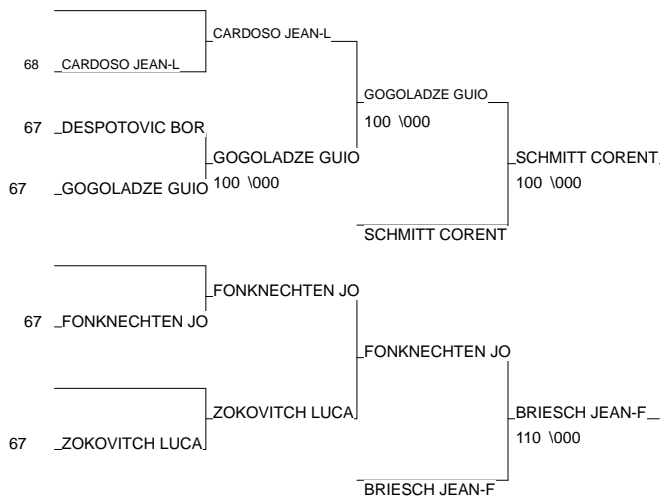 CARDOSO JEAN-L
68 CARDOSO JEAN-L
GOGOLADZE GUIO
100 \000
67 DESPOTOVIC BOR
GOGOLADZE GUIO
100 \000
SCHMITT CORENT
100 \000
67 GOGOLADZE GUIO
SCHMITT CORENT
FONKNECHTEN JO
67 FONKNECHTEN JO
FONKNECHTEN JO
ZOKOVITCH LUCA
BRIESCH JEAN-F
110 \000
67 ZOKOVITCH LUCA
BRIESCH JEAN-F